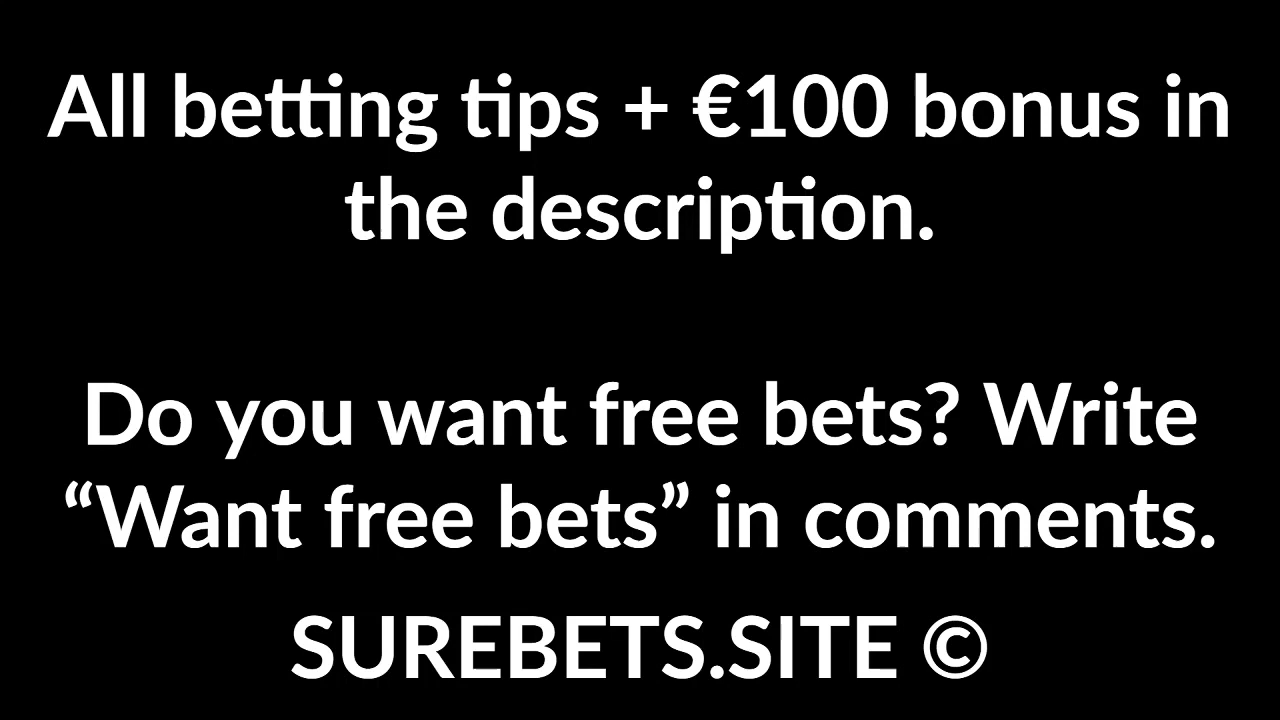 All betting tips + €100 bonus in
the description.
Do you want free bets? Write
“Want free bets” in comments.
SUREBETS.SITE ©